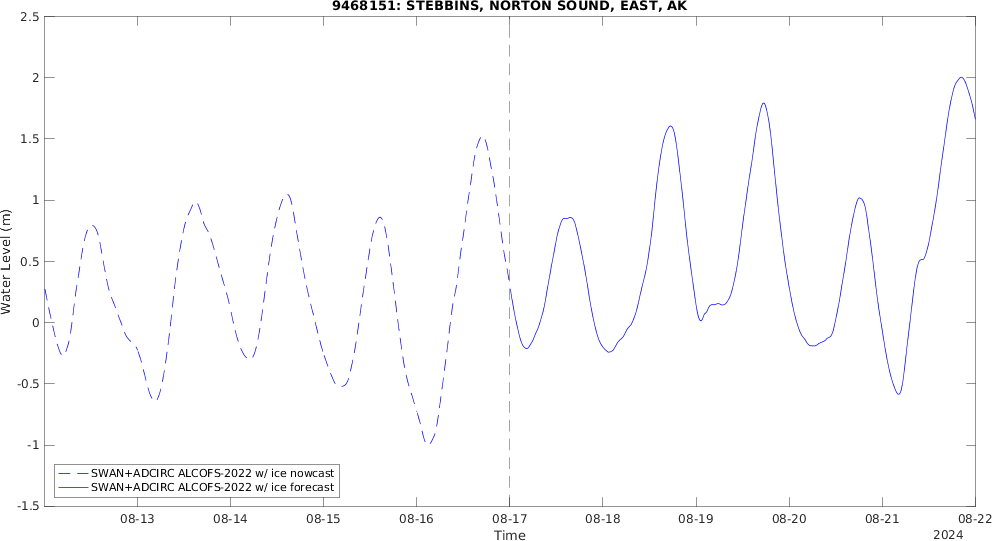 9468151: STEBBINS, NORTON SOUND, EAST, AK
Water Level (m)
2.5
2
1.5
1
0.5
0
-0.5
-1
-1.5
SWAN+ADCIRC ALCOFS-2022 w/ ice nowcast
SWAN+ADCIRC ALCOFS-2022 w/ ice forecast
08-13 08-14 08-15 08-16 08-17 08-18 08-19 08-20 08-21 08-22
Time
2024